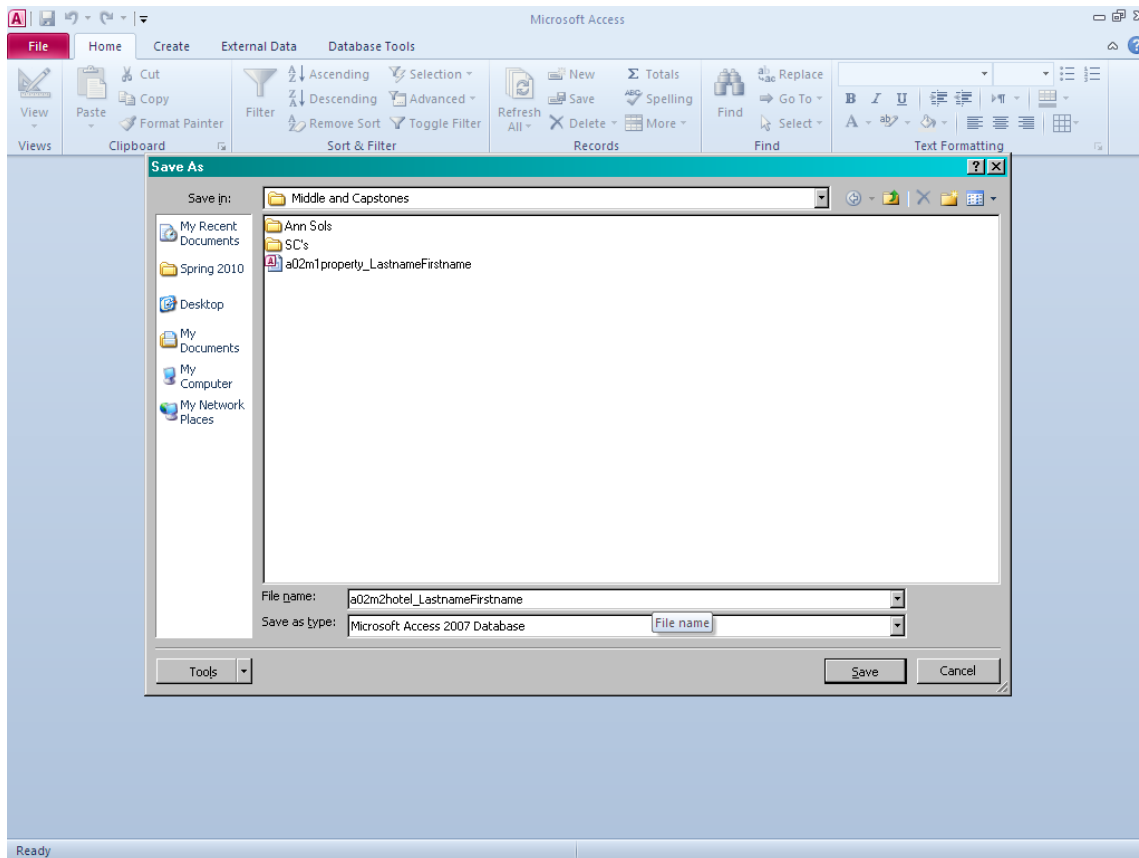 A Microsoft Access
File Home Create External Data Database Tools
Cut Ascending Selection New Σ Totals Replace
Copy Descending Advanced Save Spelling Go To
View Paste Format Painter Filter Remove Sort Toggle Filter Refresh All Delete More Find Select B I U A
Views Clipboard Sort & Filter Records Find Text Formatting
Save As
Save in: Middle and Capstones
My Recent Documents
Spring 2010
Desktop
My Documents
My Computer
My Network Places
Ann Sols
SC's
a02m1property_LastnameFirstname
File name: a02m2hotel_LastnameFirstname
Save as type: Microsoft Access 2007 Database
File name
Tools Save Cancel
Ready